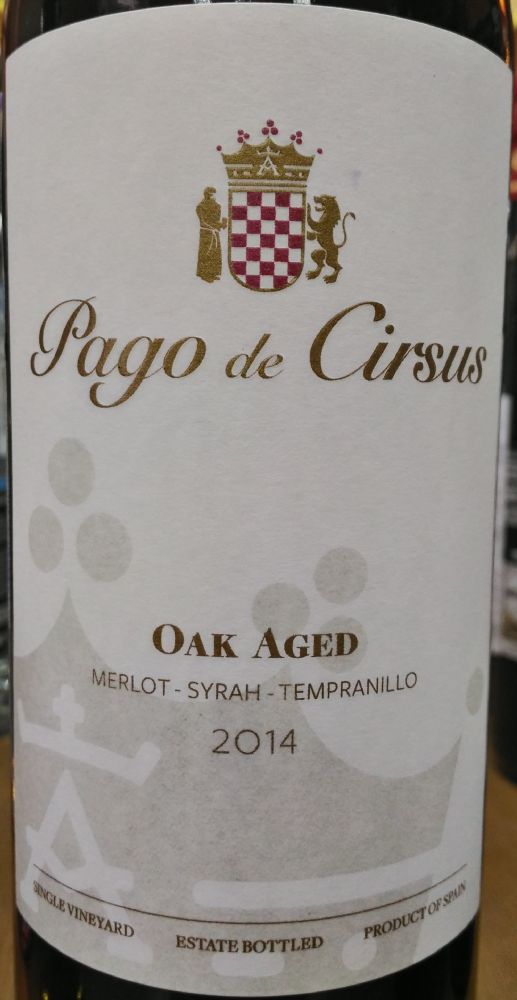 Pago de Cirsus
OAK AGED
MERLOT - SYRAH - TEMPRANILLO
2014
SINGLE VINEYARD ESTATE BOTTLED PRODUCT OF SPAIN